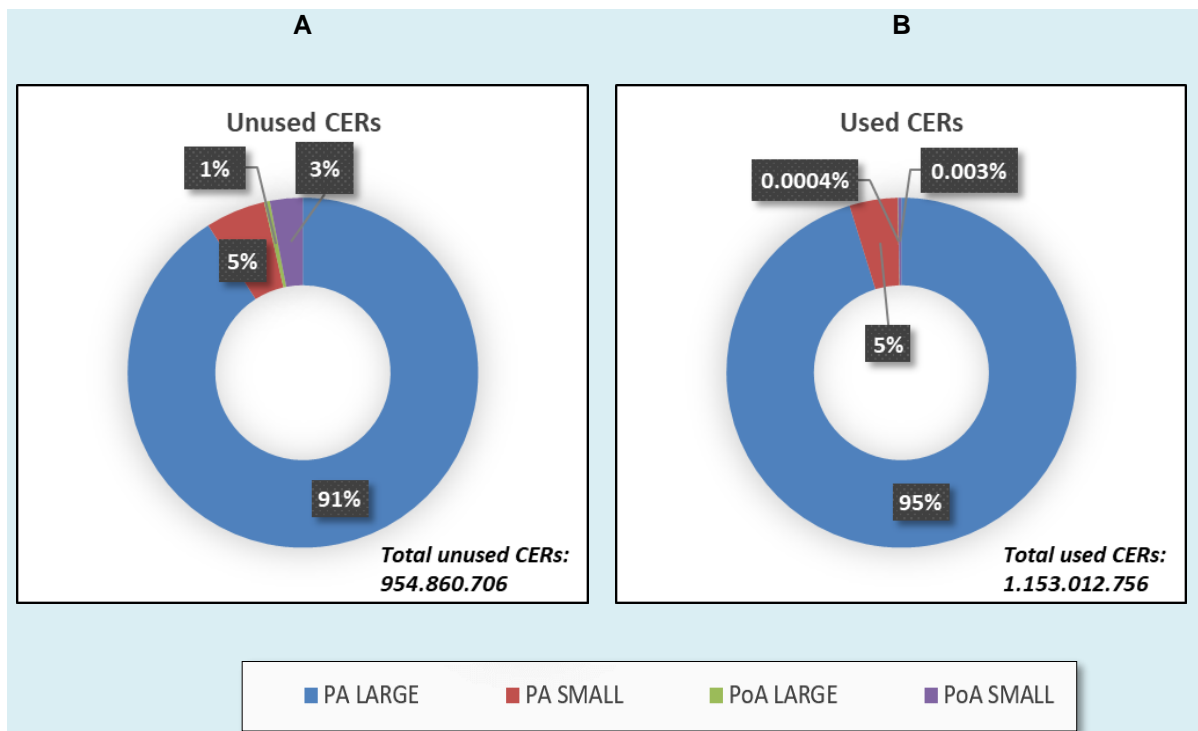 A
B
Unused CERs
1%
3%
5%
91%
Total unused CERs:
954.860.706
Used CERs
0.0004%
0.003%
5%
95%
Total used CERs:
1.153.012.756
PA LARGE
PA SMALL
PoA LARGE
PoA SMALL